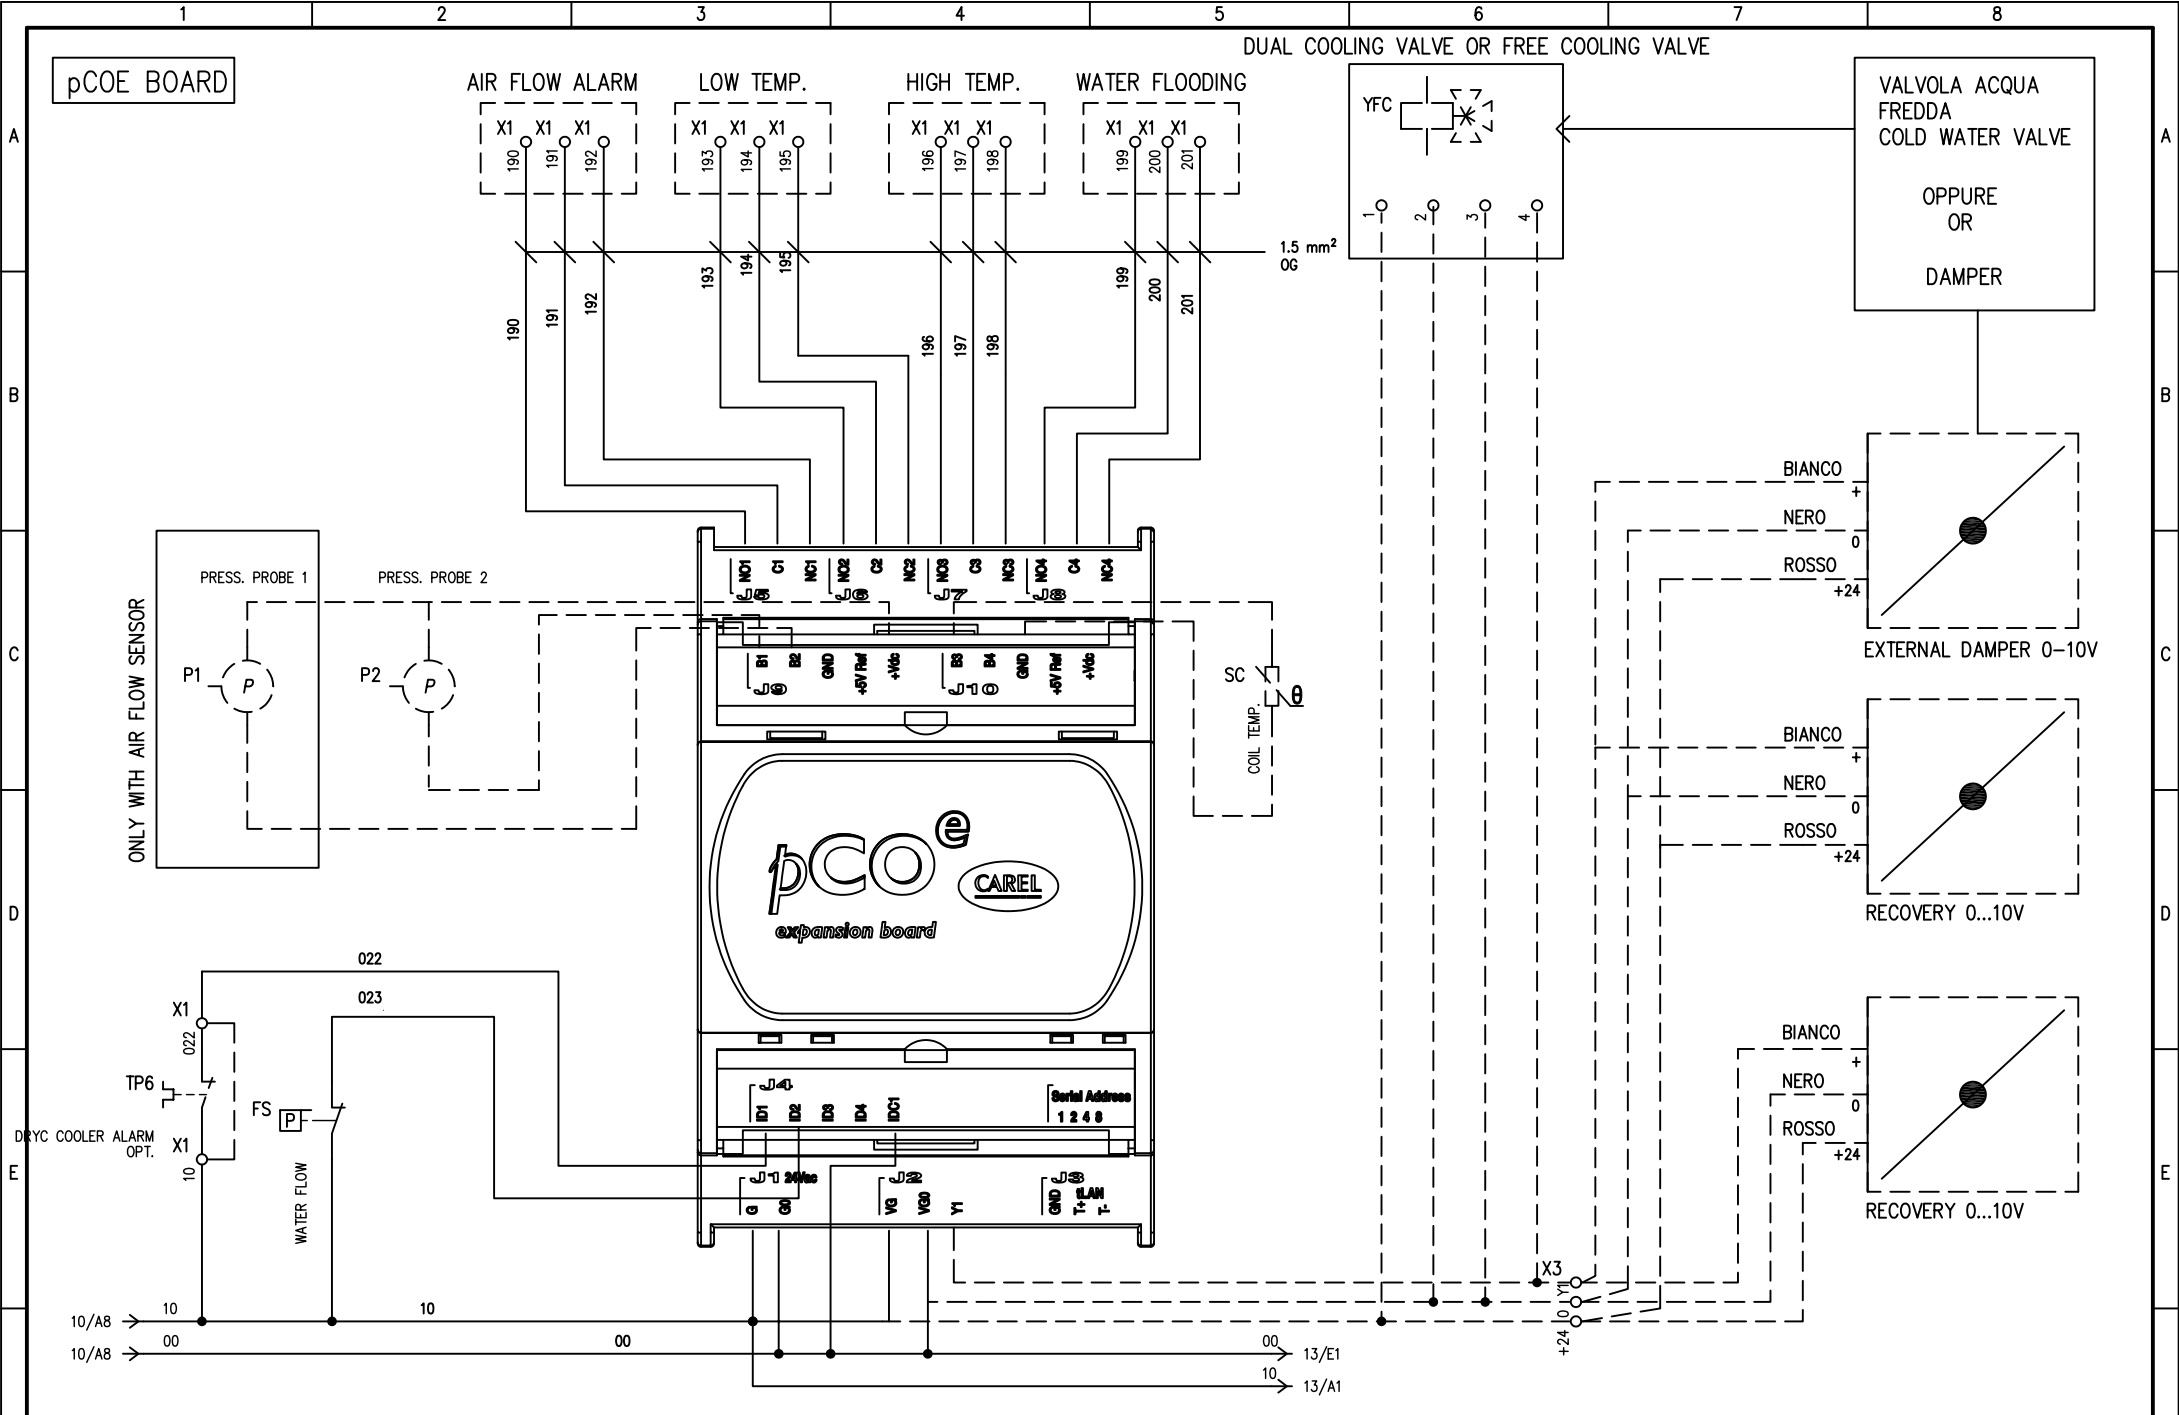 1 2 3 4 5 6 7 8
DUAL COOLING VALVE OR FREE COOLING VALVE
pCOE BOARD
AIR FLOW ALARM
LOW TEMP.
HIGH TEMP.
WATER FLOODING
X1 X1 X1
190 191 192
X1 X1 X1
193 194 195
X1 X1 X1
196 197 198
X1 X1 X1
199 200 201
YFC
1 2 3 4
VALVOLA ACQUA
FREDDA
COLD WATER VALVE
OPPURE
OR
DAMPER
A
A
1.5 mm²
OG
190 191 192 193 194 195 196 197 198 199 200 201
B
B
BIANCO
+
NERO
0
ROSSO
+24
EXTERNAL DAMPER 0-10V
NO1 C1 NC1 NO2 C2 NC2 NO3 C3 NC3 NO4 C4 NC4
J5 J6 J7 J8
ONLY WITH AIR FLOW SENSOR
PRESS. PROBE 1
PRESS. PROBE 2
P1
P
P2
P
B1 B2 GND +5V Ref +Vdc
J9
B3 B4 GND +5V Ref +Vdc
J10
SC
θ
COIL TEMP.
C
C
BIANCO
+
NERO
0
ROSSO
+24
RECOVERY 0...10V
pCOe
CAREL
expansion board
D
D
022
023
X1
022
TP6
DRYC COOLER ALARM
OPT.
X1
10
FS
P
WATER FLOW
J4
ID1 ID2 ID3 ID4 IDC1
Serial Address
1 2 4 8
J1 24Vac
G G0
J2
VG VG0 Y1
J3
tLAN
GND T+ T-
BIANCO
+
NERO
0
ROSSO
+24
RECOVERY 0...10V
E
E
X3
Y1
0
+24
10/A8
10
10
10/A8
00
00
00
13/E1
10
13/A1